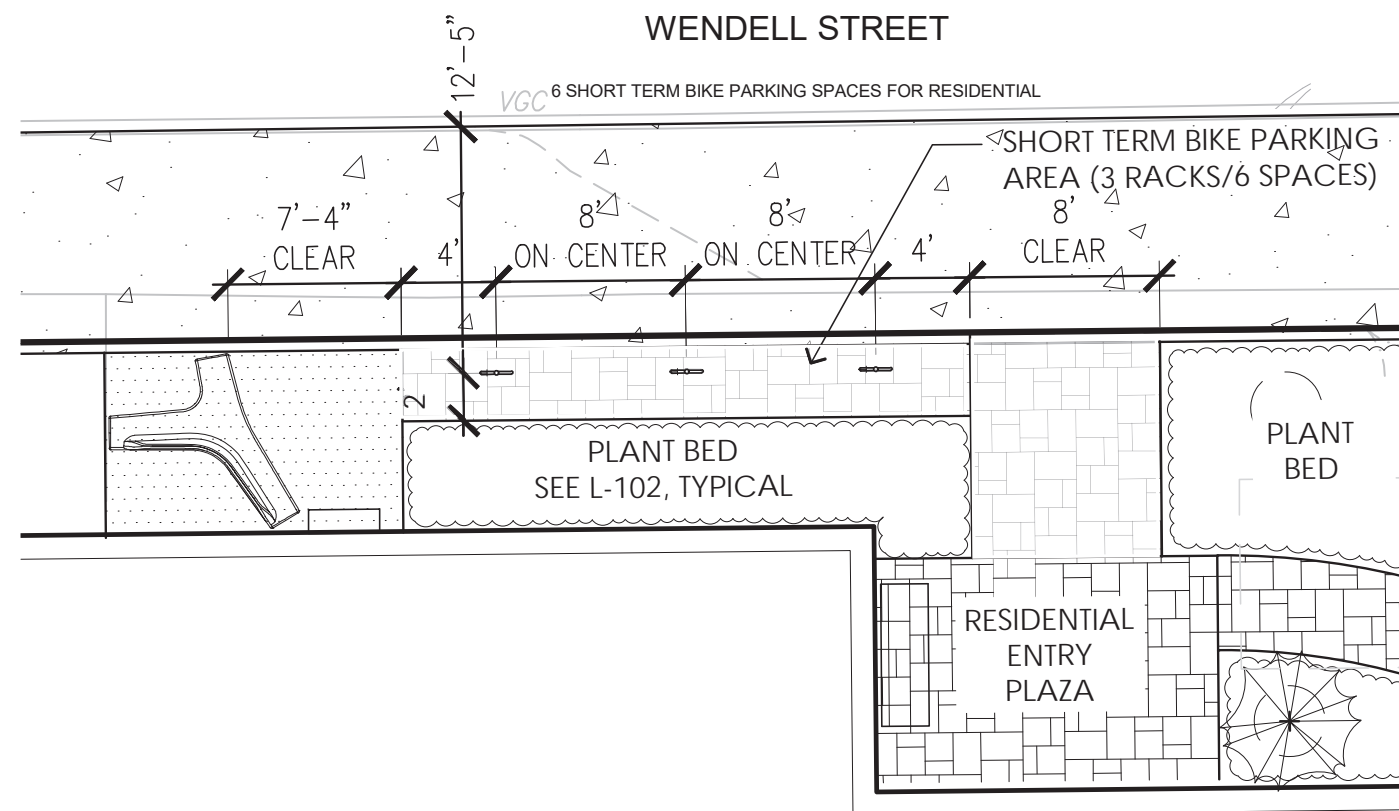 WENDELL STREET
12'-5"
VGC
6 SHORT TERM BIKE PARKING SPACES FOR RESIDENTIAL
SHORT TERM BIKE PARKING
AREA (3 RACKS/6 SPACES)
7'-4"
CLEAR
4'
8'
ON CENTER
8'
ON CENTER
4'
8'
CLEAR
2
PLANT BED
SEE L-102, TYPICAL
PLANT
BED
RESIDENTIAL
ENTRY
PLAZA